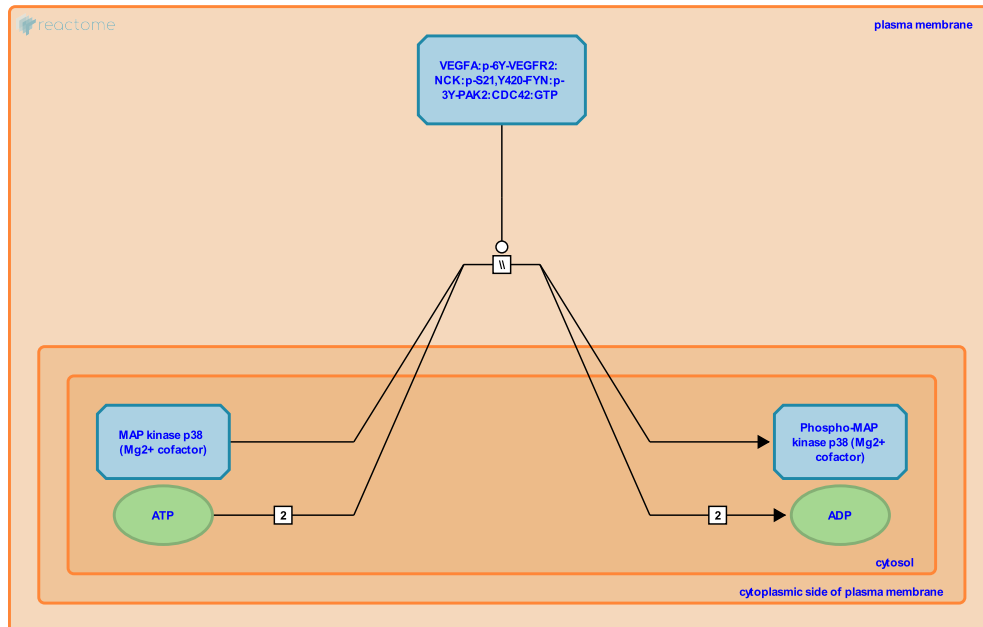 reactome
plasma membrane
VEGFA:p-6Y-VEGFR2:
NCK:p-S21,Y420-FYN:p-
3Y-PAK2:CDC42:GTP
\\
MAP kinase p38
(Mg2+ cofactor)
Phospho-MAP
kinase p38 (Mg2+
cofactor)
ATP
2
2
ADP
cytosol
cytoplasmic side of plasma membrane